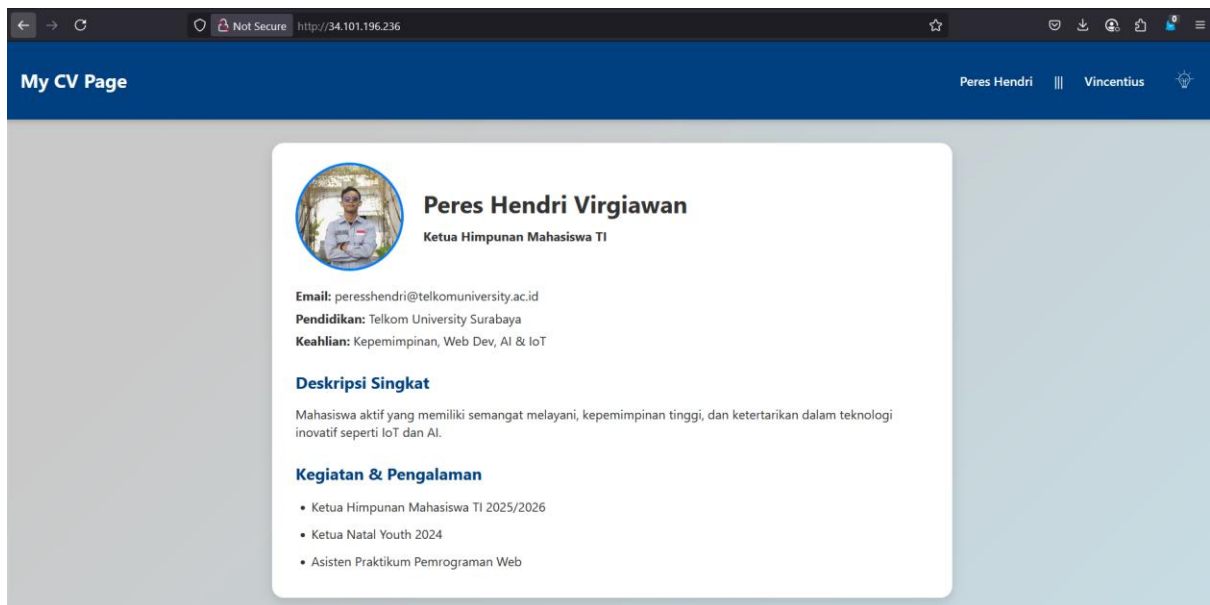 Not Secure http://34.101.196.236
0
My CV Page
Peres Hendri ||| Vincentius
Peres Hendri Virgiawan
Ketua Himpunan Mahasiswa TI
Email: peresshendri@telkomuniversity.ac.id
Pendidikan: Telkom University Surabaya
Keahlian: Kepemimpinan, Web Dev, AI & IoT
Deskripsi Singkat
Mahasiswa aktif yang memiliki semangat melayani, kepemimpinan tinggi, dan ketertarikan dalam teknologi
inovatif seperti IoT dan AI.
Kegiatan & Pengalaman
• Ketua Himpunan Mahasiswa TI 2025/2026
• Ketua Natal Youth 2024
• Asisten Praktikum Pemrograman Web